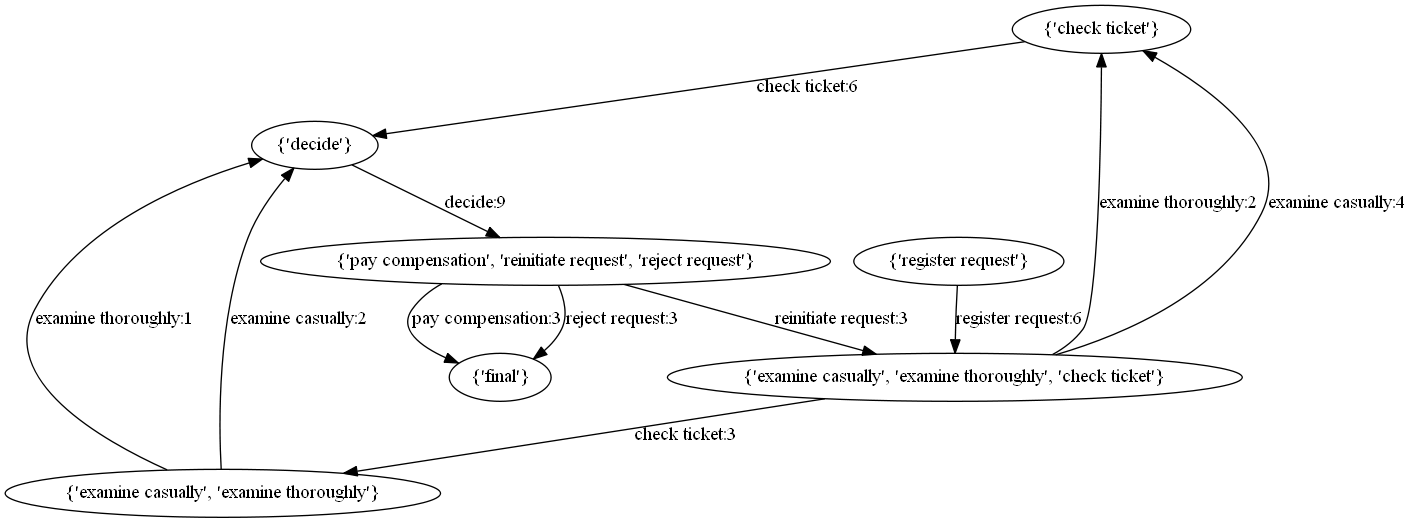 {'check ticket'}
check ticket:6
{'decide'}
decide:9
examine thoroughly:2
examine casually:4
{'pay compensation', 'reinitiate request', 'reject request'}
{'register request'}
examine thoroughly:1
examine casually:2
pay compensation:3
reject request:3
reinitiate request:3
register request:6
{'final'}
{'examine casually', 'examine thoroughly', 'check ticket'}
check ticket:3
{'examine casually', 'examine thoroughly'}